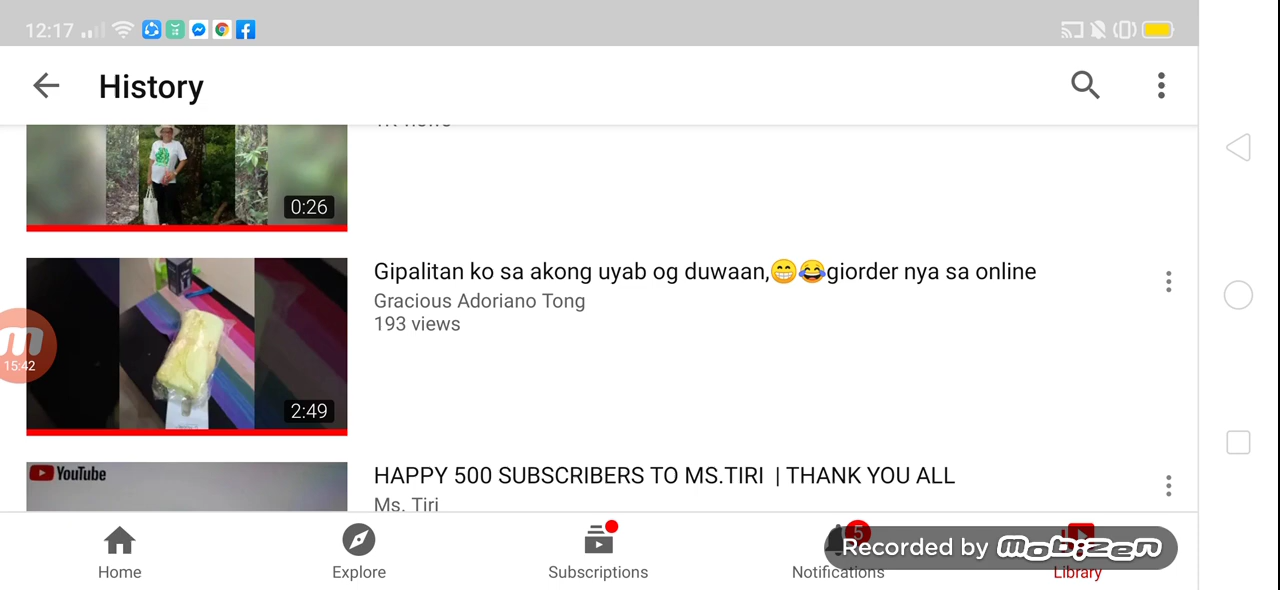 12:17
History
0:26
Gipalitan ko sa akong uyab og duwaan,😁😂giorder nya sa online
Gracious Adoriano Tong
193 views
2:49
15:42
YouTube
HAPPY 500 SUBSCRIBERS TO MS.TIRI | THANK YOU ALL
Ms. Tiri
5
Recorded by mobizen
Home
Explore
Subscriptions
Notifications
Library